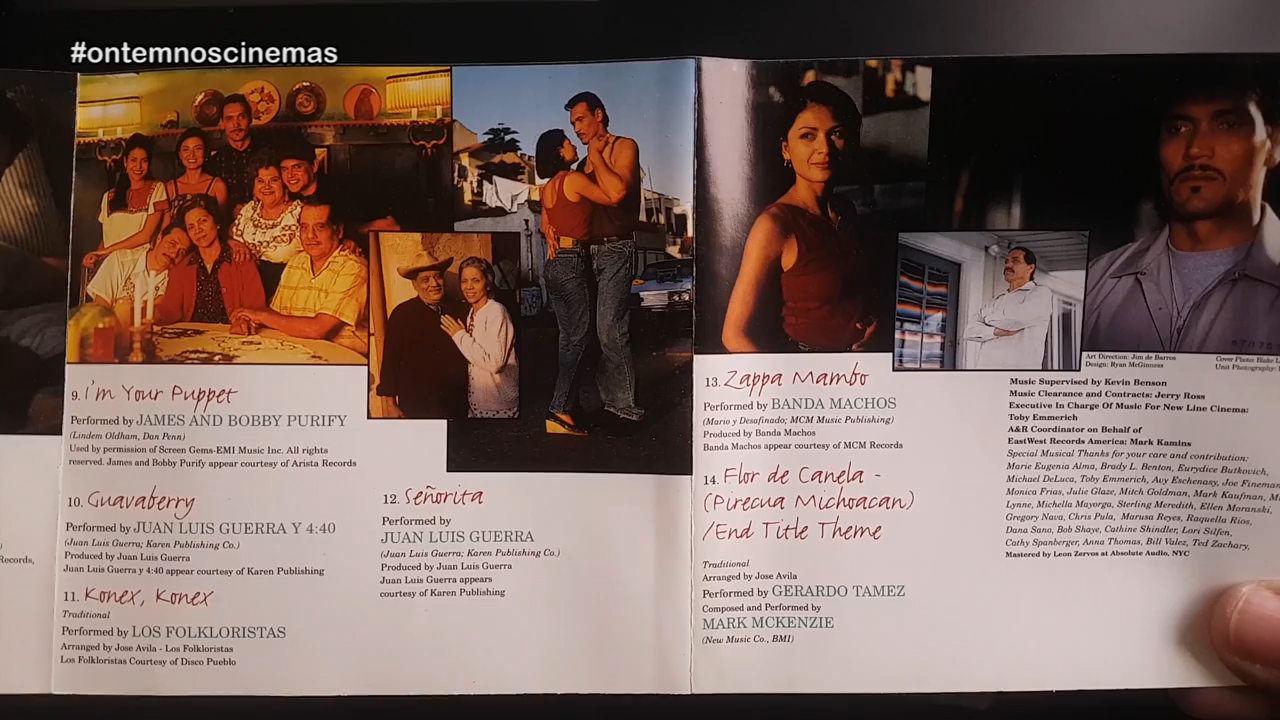 #ontemnoscinemas
Records,
9. I'm Your Puppet
Performed by JAMES AND BOBBY PURIFY
(Lindem Oldham, Dan Penn)
Used by permission of Screen Gems-EMI Music Inc. All rights
reserved. James and Bobby Purify appear courtesy of Arista Records
10. Guavaberry
Performed by JUAN LUIS GUERRA Y 4:40
(Juan Luis Guerra; Karen Publishing Co.)
Produced by Juan Luis Guerra
Juan Luis Guerra y 4:40 appear courtesy of Karen Publishing
11. Konex, Konex
Traditional
Performed by LOS FOLKLORISTAS
Arranged by Jose Avila - Los Folkloristas
Los Folkloristas Courtesy of Disco Pueblo
12. Señorita
Performed by
JUAN LUIS GUERRA
(Juan Luis Guerra; Karen Publishing Co.)
Produced by Juan Luis Guerra
Juan Luis Guerra appears
courtesy of Karen Publishing
13. Zappa Mambo
Performed by BANDA MACHOS
(Mario y Desafinado; MCM Music Publishing)
Produced by Banda Machos
Banda Machos appear courtesy of MCM Records
14. Flor de Canela -
(Pirecua Michoacan)
/End Title Theme
Traditional
Arranged by Jose Avila
Performed by GERARDO TAMEZ
Composed and Performed by
MARK MCKENZIE
(New Music Co., BMI)
Art Direction: Jim de Barros
Design: Ryan McGinness
Cover Photo: Blake L
Unit Photography:
Music Supervised by Kevin Benson
Music Clearance and Contracts: Jerry Ross
Executive In Charge Of Music For New Line Cinema:
Toby Emmerich
A&R Coordinator on Behalf of
EastWest Records America: Mark Kamins
Special Musical Thanks for your care and contribution:
Marie Eugenia Alma, Brady L. Benton, Eurydice Butkovich,
Michael DeLuca, Toby Emmerich, Avy Eschenasy, Joe Fineman
Monica Frias, Julie Glaze, Mitch Goldman, Mark Kaufman, M
Lynne, Michella Mayorga, Sterling Meredith, Ellen Moranski,
Gregory Nava, Chris Pula, Marusa Reyes, Raquella Rios,
Dana Sano, Bob Shaye, Cathine Shindler, Lori Silfen,
Cathy Spanberger, Anna Thomas, Bill Valez, Ted Zachary,
Mastered by Leon Zervos at Absolute Audio, NYC